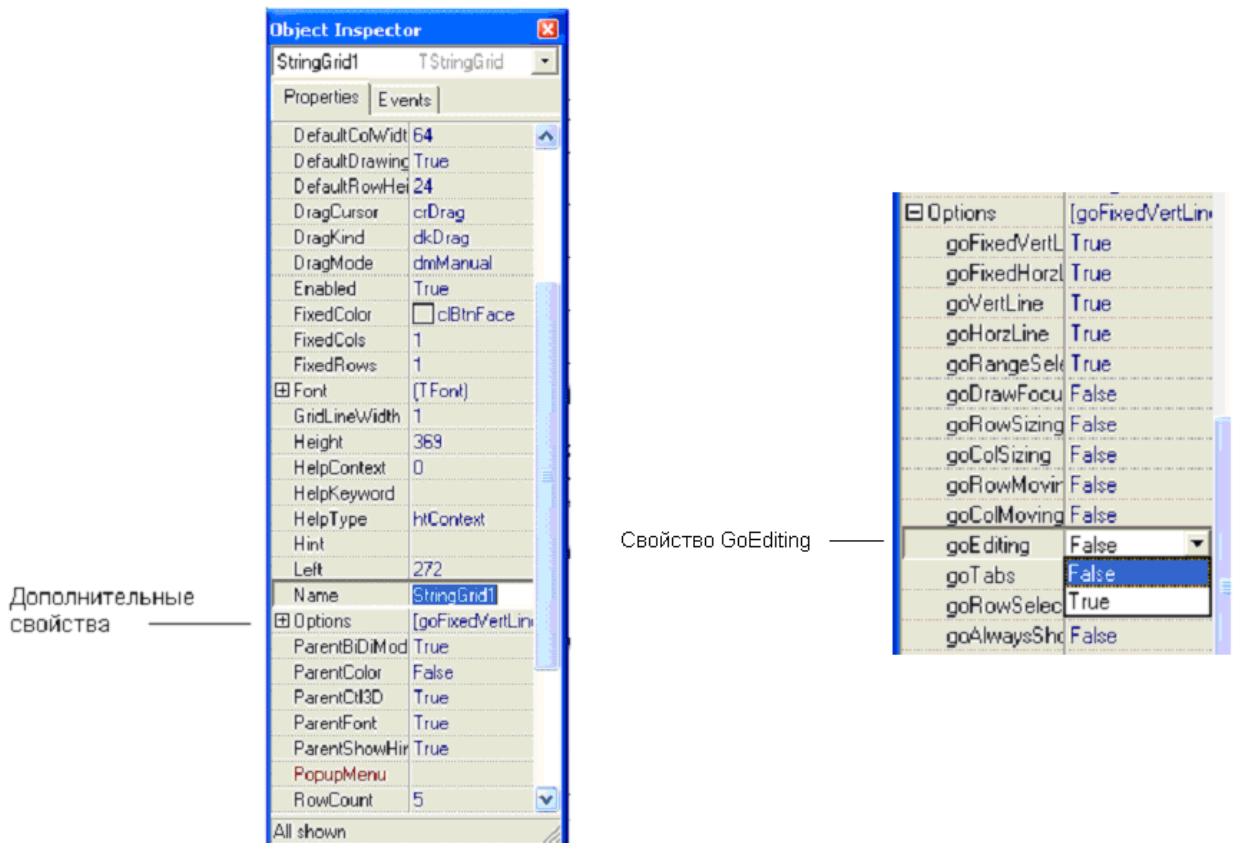 Object Inspector
StringGrid1 TStringGrid
Properties Events
DefaultColWidt 64
DefaultDrawing True
DefaultRowHei 24
DragCursor crDrag
DragKind dkDrag
DragMode dmManual
Enabled True
FixedColor clBtnFace
FixedCols 1
FixedRows 1
Font (TFont)
GridLineWidth 1
Height 369
HelpContext 0
HelpKeyword
HelpType htContext
Hint
Left 272
Name StringGrid1
Options [goFixedVertLin
ParentBiDiMod True
ParentColor False
ParentCtl3D True
ParentFont True
ParentShowHir True
PopupMenu
RowCount 5
All shown
Дополнительные
свойства
Options [goFixedVertLin
goFixedVertL True
goFixedHorzL True
goVertLine True
goHorzLine True
goRangeSele True
goDrawFocu False
goRowSizing False
goColSizing False
goRowMovin False
goColMoving False
goEditing False
goTabs False
goRowSelec True
goAlwaysSho False
Свойство GoEditing